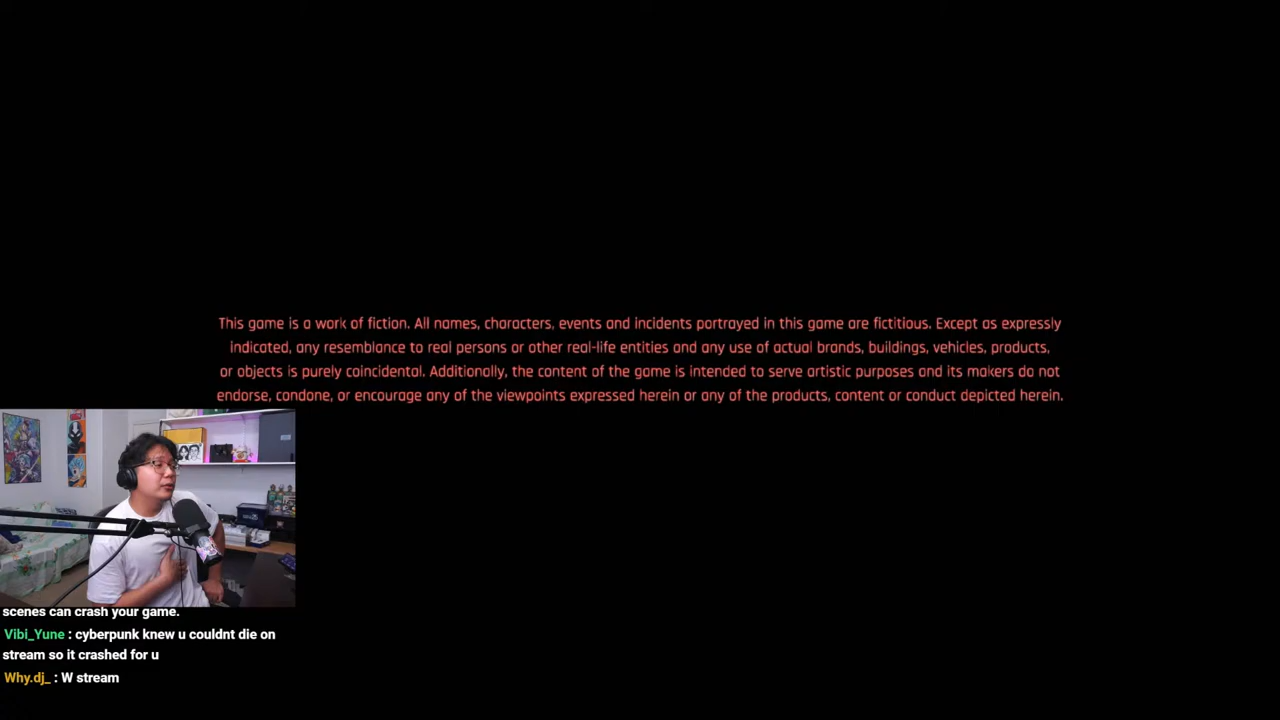 This game is a work of fiction. All names, characters, events and incidents portrayed in this game are fictitious. Except as expressly
indicated, any resemblance to real persons or other real-life entities and any use of actual brands, buildings, vehicles, products,
or objects is purely coincidental. Additionally, the content of the game is intended to serve artistic purposes and its makers do not
endorse, condone, or encourage any of the viewpoints expressed herein or any of the products, content or conduct depicted herein.
scenes can crash your game.
Vibi_Yune : cyberpunk knew u couldnt die on
stream so it crashed for u
Why.dj_ : W stream